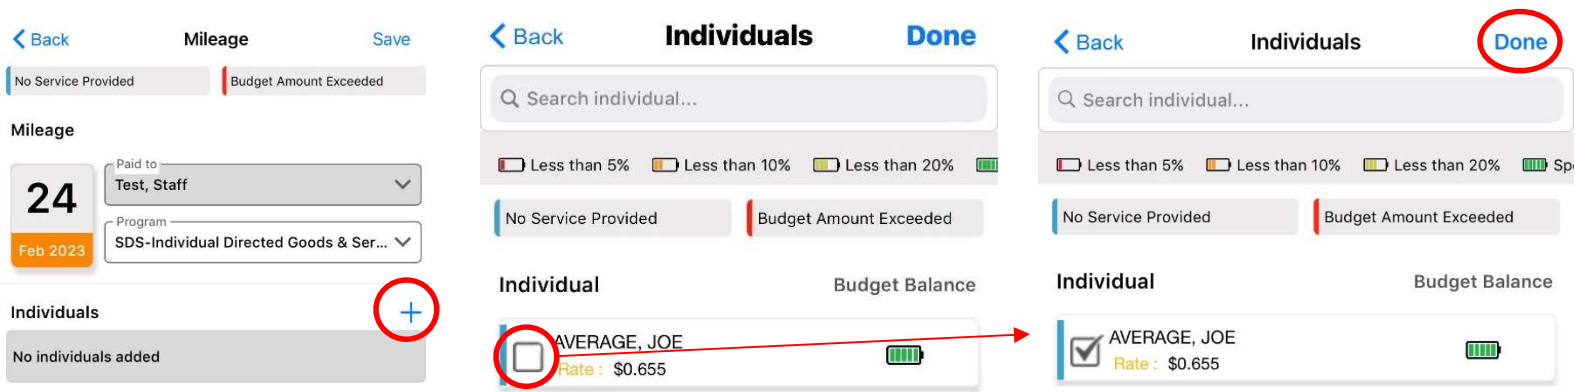 Back Mileage Save
No Service Provided Budget Amount Exceeded
Mileage
24
Feb 2023
Paid to
Test, Staff
Program
SDS-Individual Directed Goods & Ser...
Individuals
No individuals added
Back Individuals Done
Search individual...
Less than 5% Less than 10% Less than 20%
No Service Provided Budget Amount Exceeded
Individual Budget Balance
AVERAGE, JOE
Rate : $0.655
Back Individuals Done
Search individual...
Less than 5% Less than 10% Less than 20% Spe
No Service Provided Budget Amount Exceeded
Individual Budget Balance
AVERAGE, JOE
Rate : $0.655